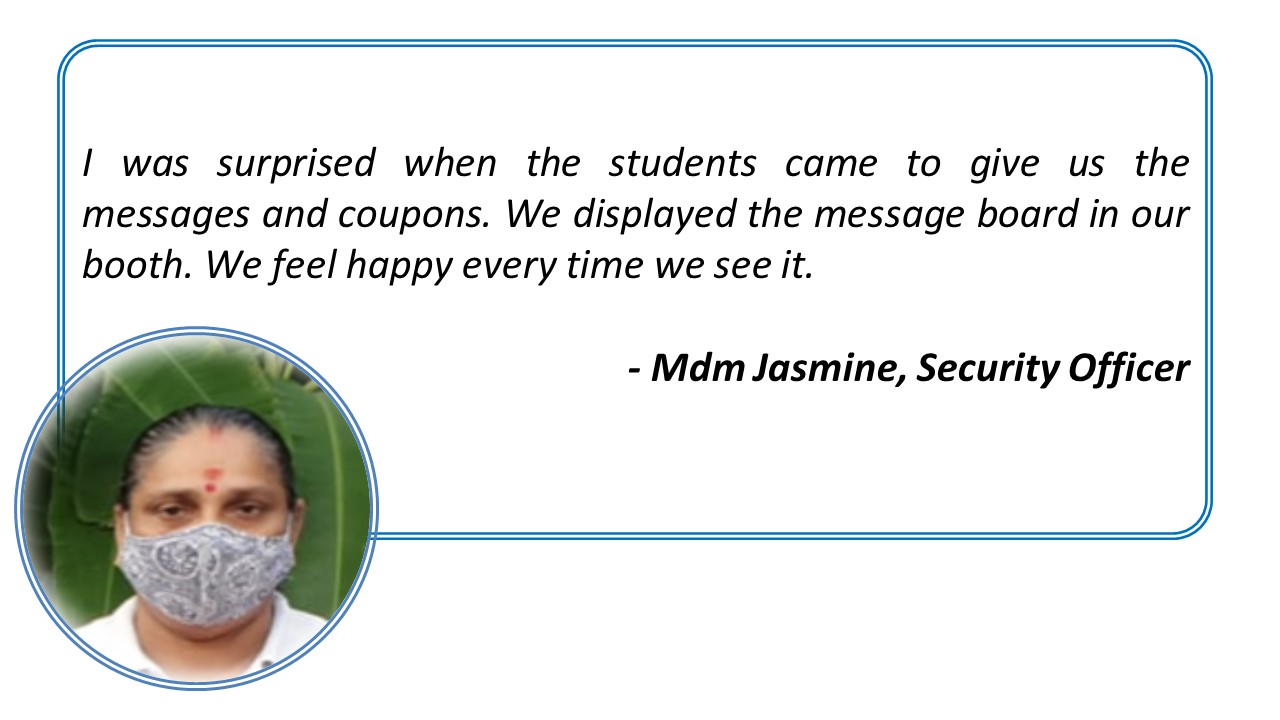 I was surprised when the students came to give us the
messages and coupons. We displayed the message board in our
booth. We feel happy every time we see it.
- Mdm Jasmine, Security Officer